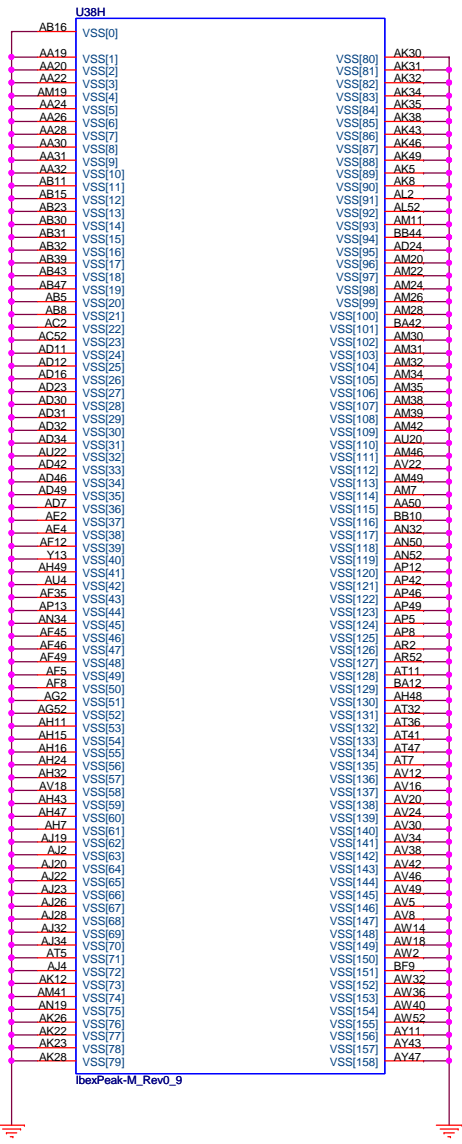 U38H
AB16 VSS[0]
AA19 VSS[1] VSS[80] AK30
AA20 VSS[2] VSS[81] AK31
AA22 VSS[3] VSS[82] AK32
AM19 VSS[4] VSS[83] AK34
AA24 VSS[5] VSS[84] AK35
AA26 VSS[6] VSS[85] AK38
AA28 VSS[7] VSS[86] AK43
AA30 VSS[8] VSS[87] AK46
AA31 VSS[9] VSS[88] AK49
AA32 VSS[10] VSS[89] AK5
AB11 VSS[11] VSS[90] AK8
AB15 VSS[12] VSS[91] AL2
AB23 VSS[13] VSS[92] AL52
AB30 VSS[14] VSS[93] AM11
AB31 VSS[15] VSS[94] BB44
AB32 VSS[16] VSS[95] AD24
AB39 VSS[17] VSS[96] AM20
AB43 VSS[18] VSS[97] AM22
AB47 VSS[19] VSS[98] AM24
AB5 VSS[20] VSS[99] AM26
AB8 VSS[21] VSS[100] AM28
AC2 VSS[22] VSS[101] BA42
AC52 VSS[23] VSS[102] AM30
AD11 VSS[24] VSS[103] AM31
AD12 VSS[25] VSS[104] AM32
AD16 VSS[26] VSS[105] AM34
AD23 VSS[27] VSS[106] AM35
AD30 VSS[28] VSS[107] AM38
AD31 VSS[29] VSS[108] AM39
AD32 VSS[30] VSS[109] AM42
AD34 VSS[31] VSS[110] AU20
AU22 VSS[32] VSS[111] AM46
AD42 VSS[33] VSS[112] AV22
AD46 VSS[34] VSS[113] AM49
AD49 VSS[35] VSS[114] AM7
AD7 VSS[36] VSS[115] AA50
AE2 VSS[37] VSS[116] BB10
AE4 VSS[38] VSS[117] AN32
AF12 VSS[39] VSS[118] AN50
Y13 VSS[40] VSS[119] AN52
AH49 VSS[41] VSS[120] AP12
AU4 VSS[42] VSS[121] AP42
AF35 VSS[43] VSS[122] AP46
AP13 VSS[44] VSS[123] AP49
AN34 VSS[45] VSS[124] AP5
AF45 VSS[46] VSS[125] AP8
AF46 VSS[47] VSS[126] AR2
AF49 VSS[48] VSS[127] AR52
AF5 VSS[49] VSS[128] AT11
AF8 VSS[50] VSS[129] BA12
AG2 VSS[51] VSS[130] AH48
AG52 VSS[52] VSS[131] AT32
AH11 VSS[53] VSS[132] AT36
AH15 VSS[54] VSS[133] AT41
AH16 VSS[55] VSS[134] AT47
AH24 VSS[56] VSS[135] AT7
AH32 VSS[57] VSS[136] AV12
AV18 VSS[58] VSS[137] AV16
AH43 VSS[59] VSS[138] AV20
AH47 VSS[60] VSS[139] AV24
AH7 VSS[61] VSS[140] AV30
AJ19 VSS[62] VSS[141] AV34
AJ2 VSS[63] VSS[142] AV38
AJ20 VSS[64] VSS[143] AV42
AJ22 VSS[65] VSS[144] AV46
AJ23 VSS[66] VSS[145] AV49
AJ26 VSS[67] VSS[146] AV5
AJ28 VSS[68] VSS[147] AV8
AJ32 VSS[69] VSS[148] AW14
AJ34 VSS[70] VSS[149] AW18
AT5 VSS[71] VSS[150] AW2
AJ4 VSS[72] VSS[151] BF9
AK12 VSS[73] VSS[152] AW32
AM41 VSS[74] VSS[153] AW36
AN19 VSS[75] VSS[154] AW40
AK26 VSS[76] VSS[155] AW52
AK22 VSS[77] VSS[156] AY11
AK23 VSS[78] VSS[157] AY43
AK28 VSS[79] VSS[158] AY47
IbexPeak-M_Rev0_9